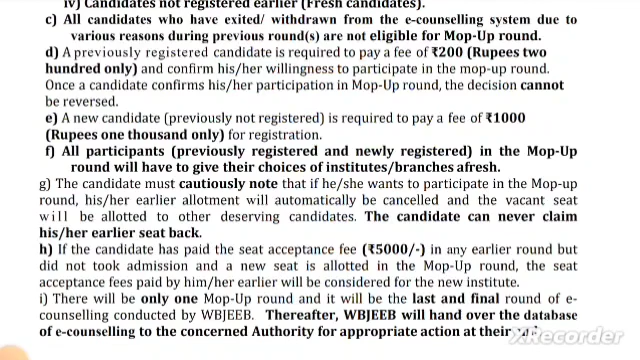 iv) Candidates not registered earlier (Fresh candidates).
c) All candidates who have exited/ withdrawn from the e-counselling system due to
various reasons during previous round(s) are not eligible for Mop-Up round.
d) A previously registered candidate is required to pay a fee of ₹200 (Rupees two
hundred only) and confirm his/her willingness to participate in the mop-up round.
Once a candidate confirms his/her participation in Mop-Up round, the decision cannot
be reversed.
e) A new candidate (previously not registered) is required to pay a fee of ₹1000
(Rupees one thousand only) for registration.
f) All participants (previously registered and newly registered) in the Mop-Up
round will have to give their choices of institutes/branches afresh.
g) The candidate must cautiously note that if he/she wants to participate in the Mop-up
round, his/her earlier allotment will automatically be cancelled and the vacant seat
will be allotted to other deserving candidates. The candidate can never claim
his/her earlier seat back.
h) If the candidate has paid the seat acceptance fee (₹5000/-) in any earlier round but
did not took admission and a new seat is allotted in the Mop-Up round, the seat
acceptance fees paid by him/her earlier will be considered for the new institute.
i) There will be only one Mop-Up round and it will be the last and final round of e-
counselling conducted by WBJEEB. Thereafter, WBJEEB will hand over the database
of e-counselling to the concerned Authority for appropriate action at their
XRecorder